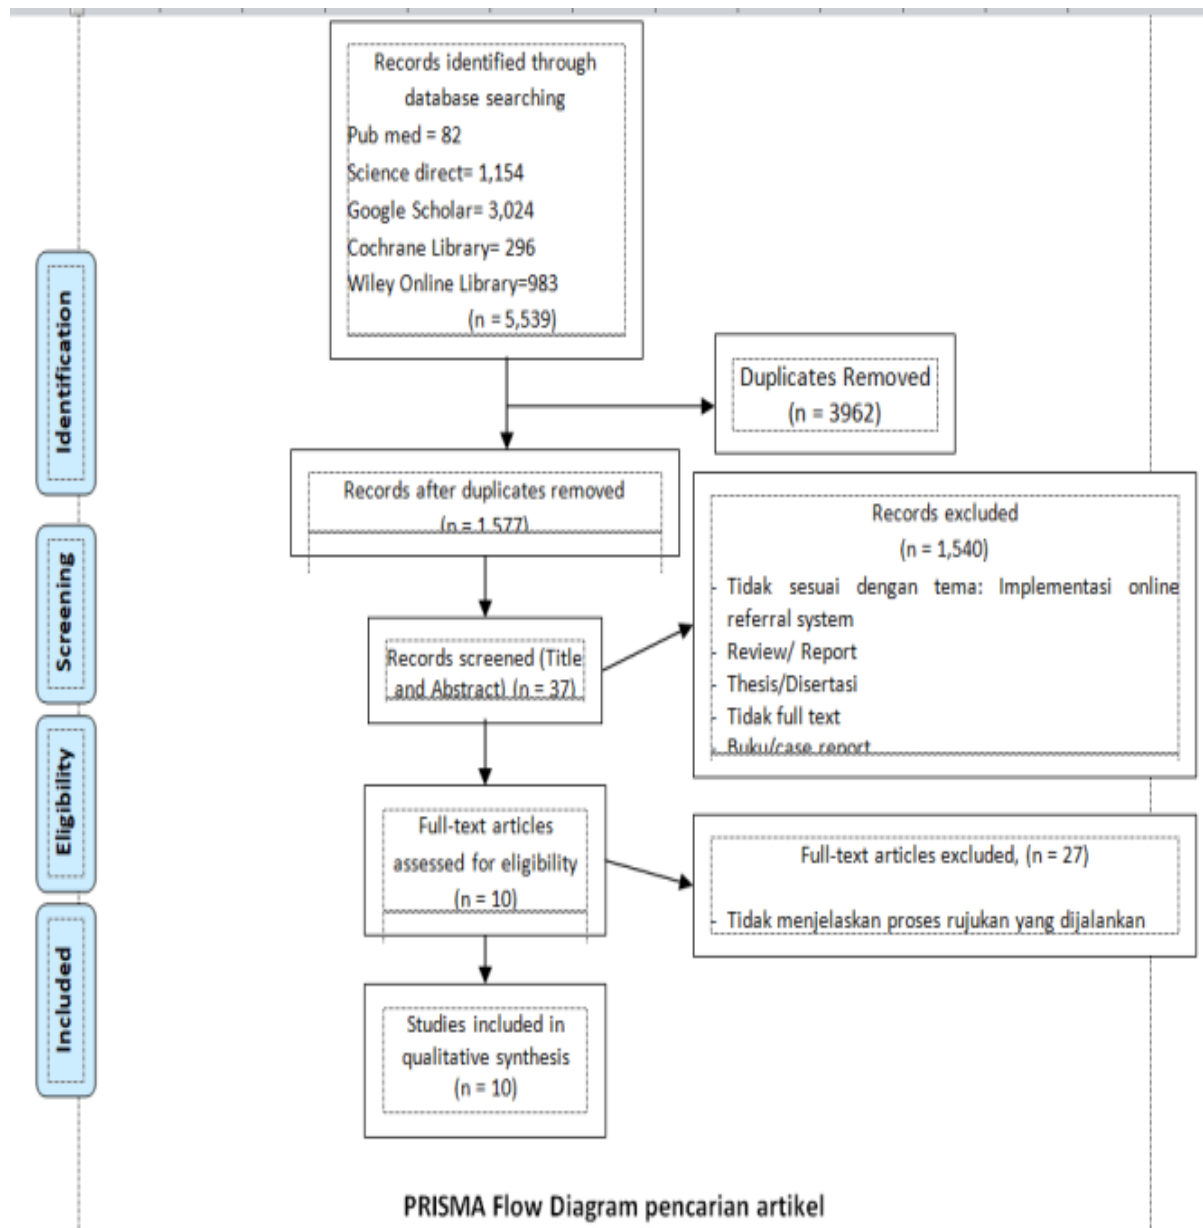 Records identified through
database searching
Pub med = 82
Science direct= 1,154
Google Scholar= 3,024
Cochrane Library= 296
Wiley Online Library=983
(n = 5,539)
Identification
Duplicates Removed
(n = 3962)
Records after duplicates removed
(n = 1,577)
Records excluded
(n = 1,540)
- Tidak sesuai dengan tema: Implementasi online
referral system
- Review/ Report
- Thesis/Disertasi
- Tidak full text
- Buku/case report
Screening
Records screened (Title
and Abstract) (n = 37)
Eligibility
Full-text articles
assessed for eligibility
(n = 10)
Full-text articles excluded, (n = 27)
- Tidak menjelaskan proses rujukan yang dijalankan
Included
Studies included in
qualitative synthesis
(n = 10)
PRISMA Flow Diagram pencarian artikel